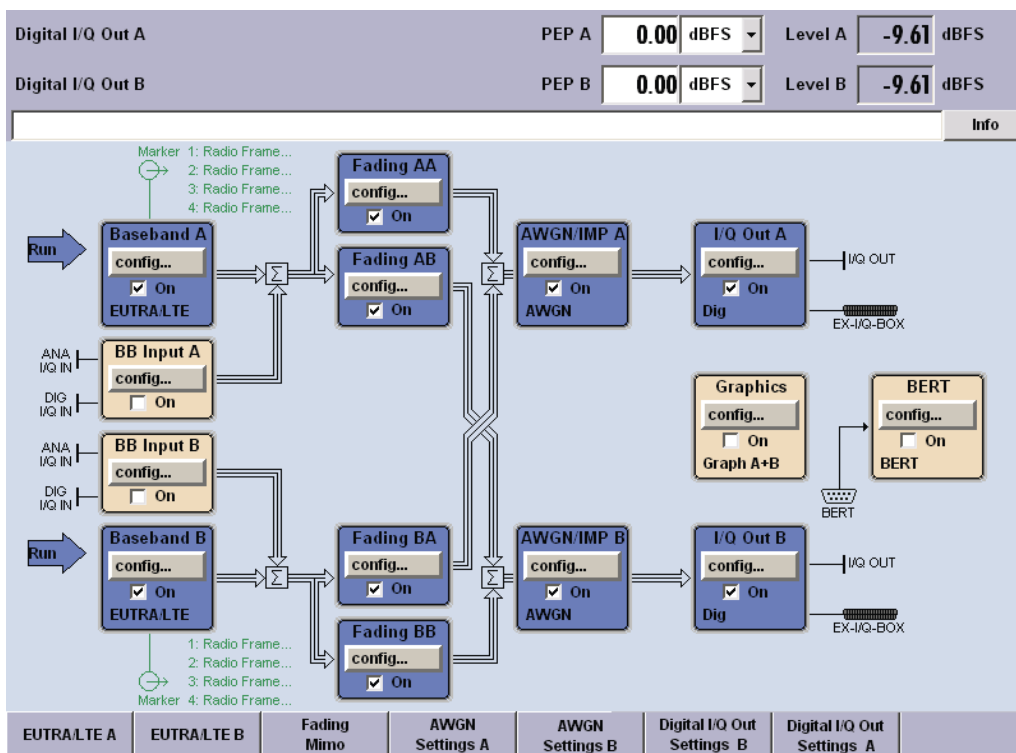 Digital I/Q Out A
PEP A 0.00 dBFS Level A -9.61 dBFS
Digital I/Q Out B
PEP B 0.00 dBFS Level B -9.61 dBFS
Info
Marker 1: Radio Frame...
2: Radio Frame...
3: Radio Frame...
4: Radio Frame...
Fading AA
config...
On
Run
Baseband A
config...
On
EUTRA/LTE
Σ
Fading AB
config...
On
Σ
AWGN/IMP A
config...
On
AWGN
I/Q Out A
config...
On
Dig
I/Q OUT
EX-I/Q-BOX
ANA
I/Q IN
DIG
I/Q IN
BB Input A
config...
On
Graphics
config...
On
Graph A+B
BERT
config...
On
BERT
BERT
ANA
I/Q IN
DIG
I/Q IN
BB Input B
config...
On
Run
Baseband B
config...
On
EUTRA/LTE
Σ
Fading BA
config...
On
Σ
AWGN/IMP B
config...
On
AWGN
I/Q Out B
config...
On
Dig
I/Q OUT
EX-I/Q-BOX
Fading BB
config...
On
1: Radio Frame...
2: Radio Frame...
3: Radio Frame...
Marker 4: Radio Frame...
EUTRA/LTE A
EUTRA/LTE B
Fading
Mimo
AWGN
Settings A
AWGN
Settings B
Digital I/Q Out
Settings B
Digital I/Q Out
Settings A